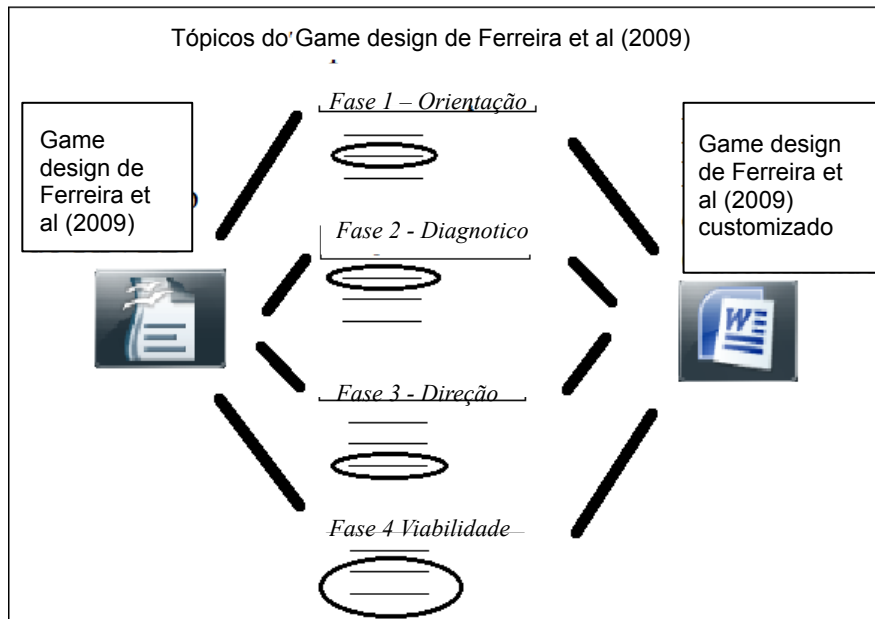 Tópicos do Game design de Ferreira et al (2009)
Fase 1 – Orientação
Game
design de
Ferreira et
al (2009)
Game design
de Ferreira et
al (2009)
customizado
Fase 2 - Diagnotico
Fase 3 - Direção
Fase 4 Viabilidade
W